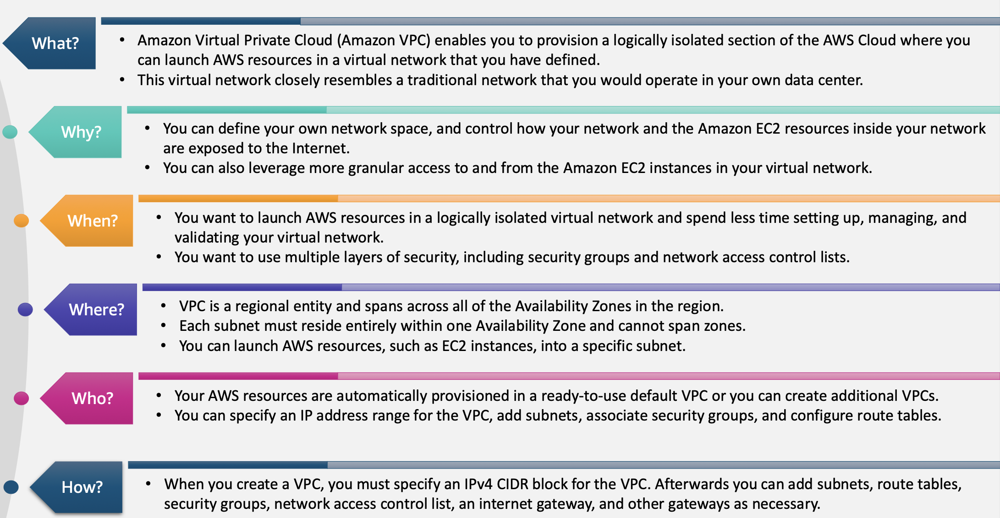 What?
• Amazon Virtual Private Cloud (Amazon VPC) enables you to provision a logically isolated section of the AWS Cloud where you
can launch AWS resources in a virtual network that you have defined.
• This virtual network closely resembles a traditional network that you would operate in your own data center.
Why?
• You can define your own network space, and control how your network and the Amazon EC2 resources inside your network
are exposed to the Internet.
• You can also leverage more granular access to and from the Amazon EC2 instances in your virtual network.
When?
• You want to launch AWS resources in a logically isolated virtual network and spend less time setting up, managing, and
validating your virtual network.
• You want to use multiple layers of security, including security groups and network access control lists.
Where?
• VPC is a regional entity and spans across all of the Availability Zones in the region.
• Each subnet must reside entirely within one Availability Zone and cannot span zones.
• You can launch AWS resources, such as EC2 instances, into a specific subnet.
Who?
• Your AWS resources are automatically provisioned in a ready-to-use default VPC or you can create additional VPCs.
• You can specify an IP address range for the VPC, add subnets, associate security groups, and configure route tables.
How?
• When you create a VPC, you must specify an IPv4 CIDR block for the VPC. Afterwards you can add subnets, route tables,
security groups, network access control list, an internet gateway, and other gateways as necessary.